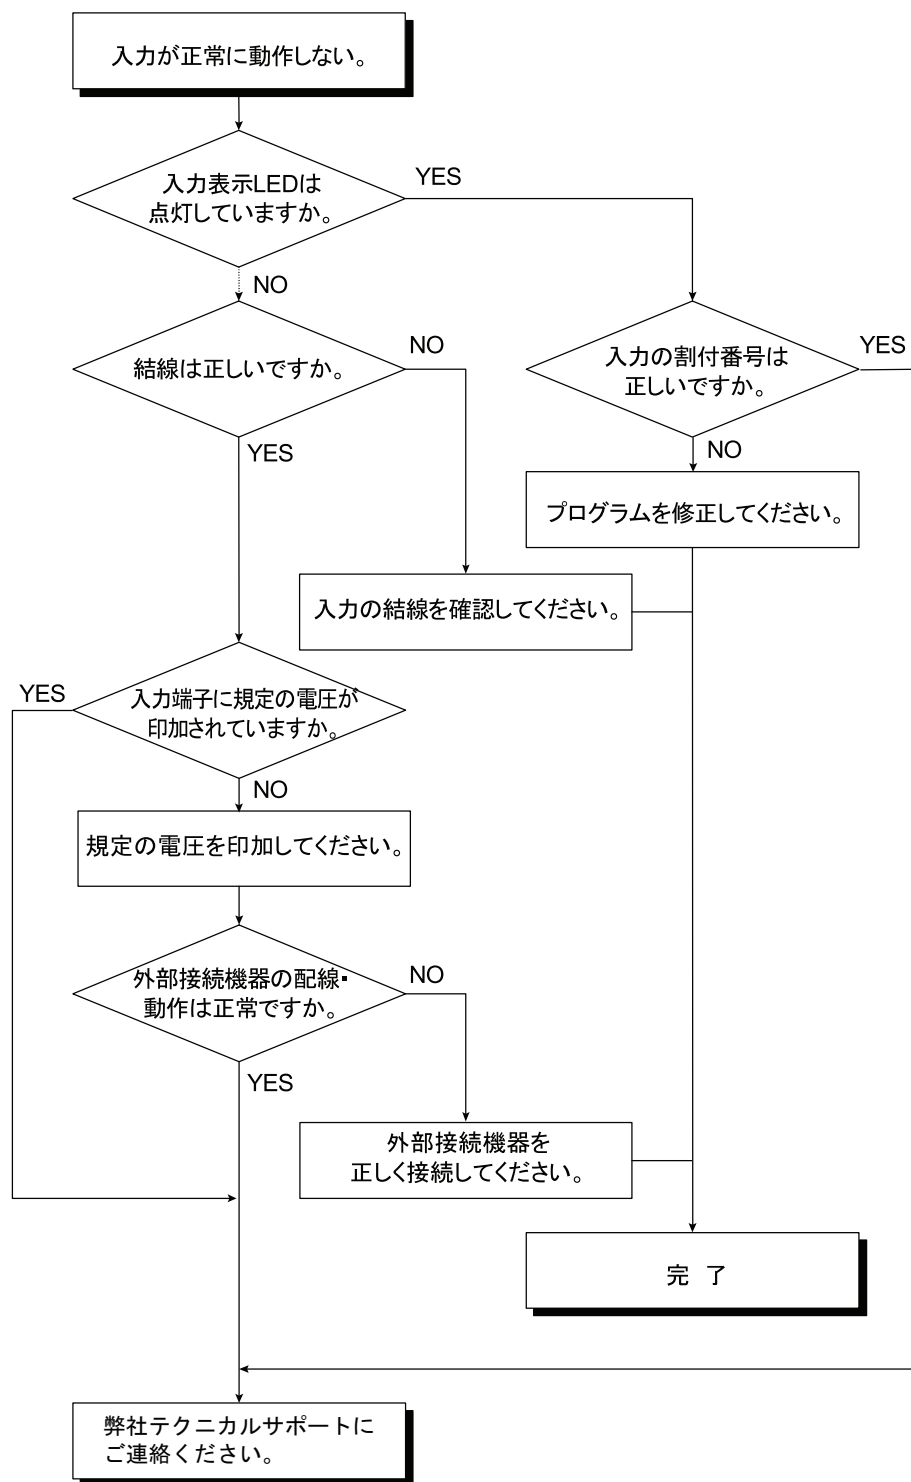 入力が正常に動作しない。
入力表示LEDは
点灯していますか。
YES
NO
結線は正しいですか。
NO
YES
入力の割付番号は
正しいですか。
YES
NO
プログラムを修正してください。
入力の結線を確認してください。
入力端子に規定の電圧が
印加されていますか。
YES
NO
規定の電圧を印加してください。
外部接続機器の配線・
動作は正常ですか。
NO
YES
外部接続機器を
正しく接続してください。
完 了
弊社テクニカルサポートに
ご連絡ください。